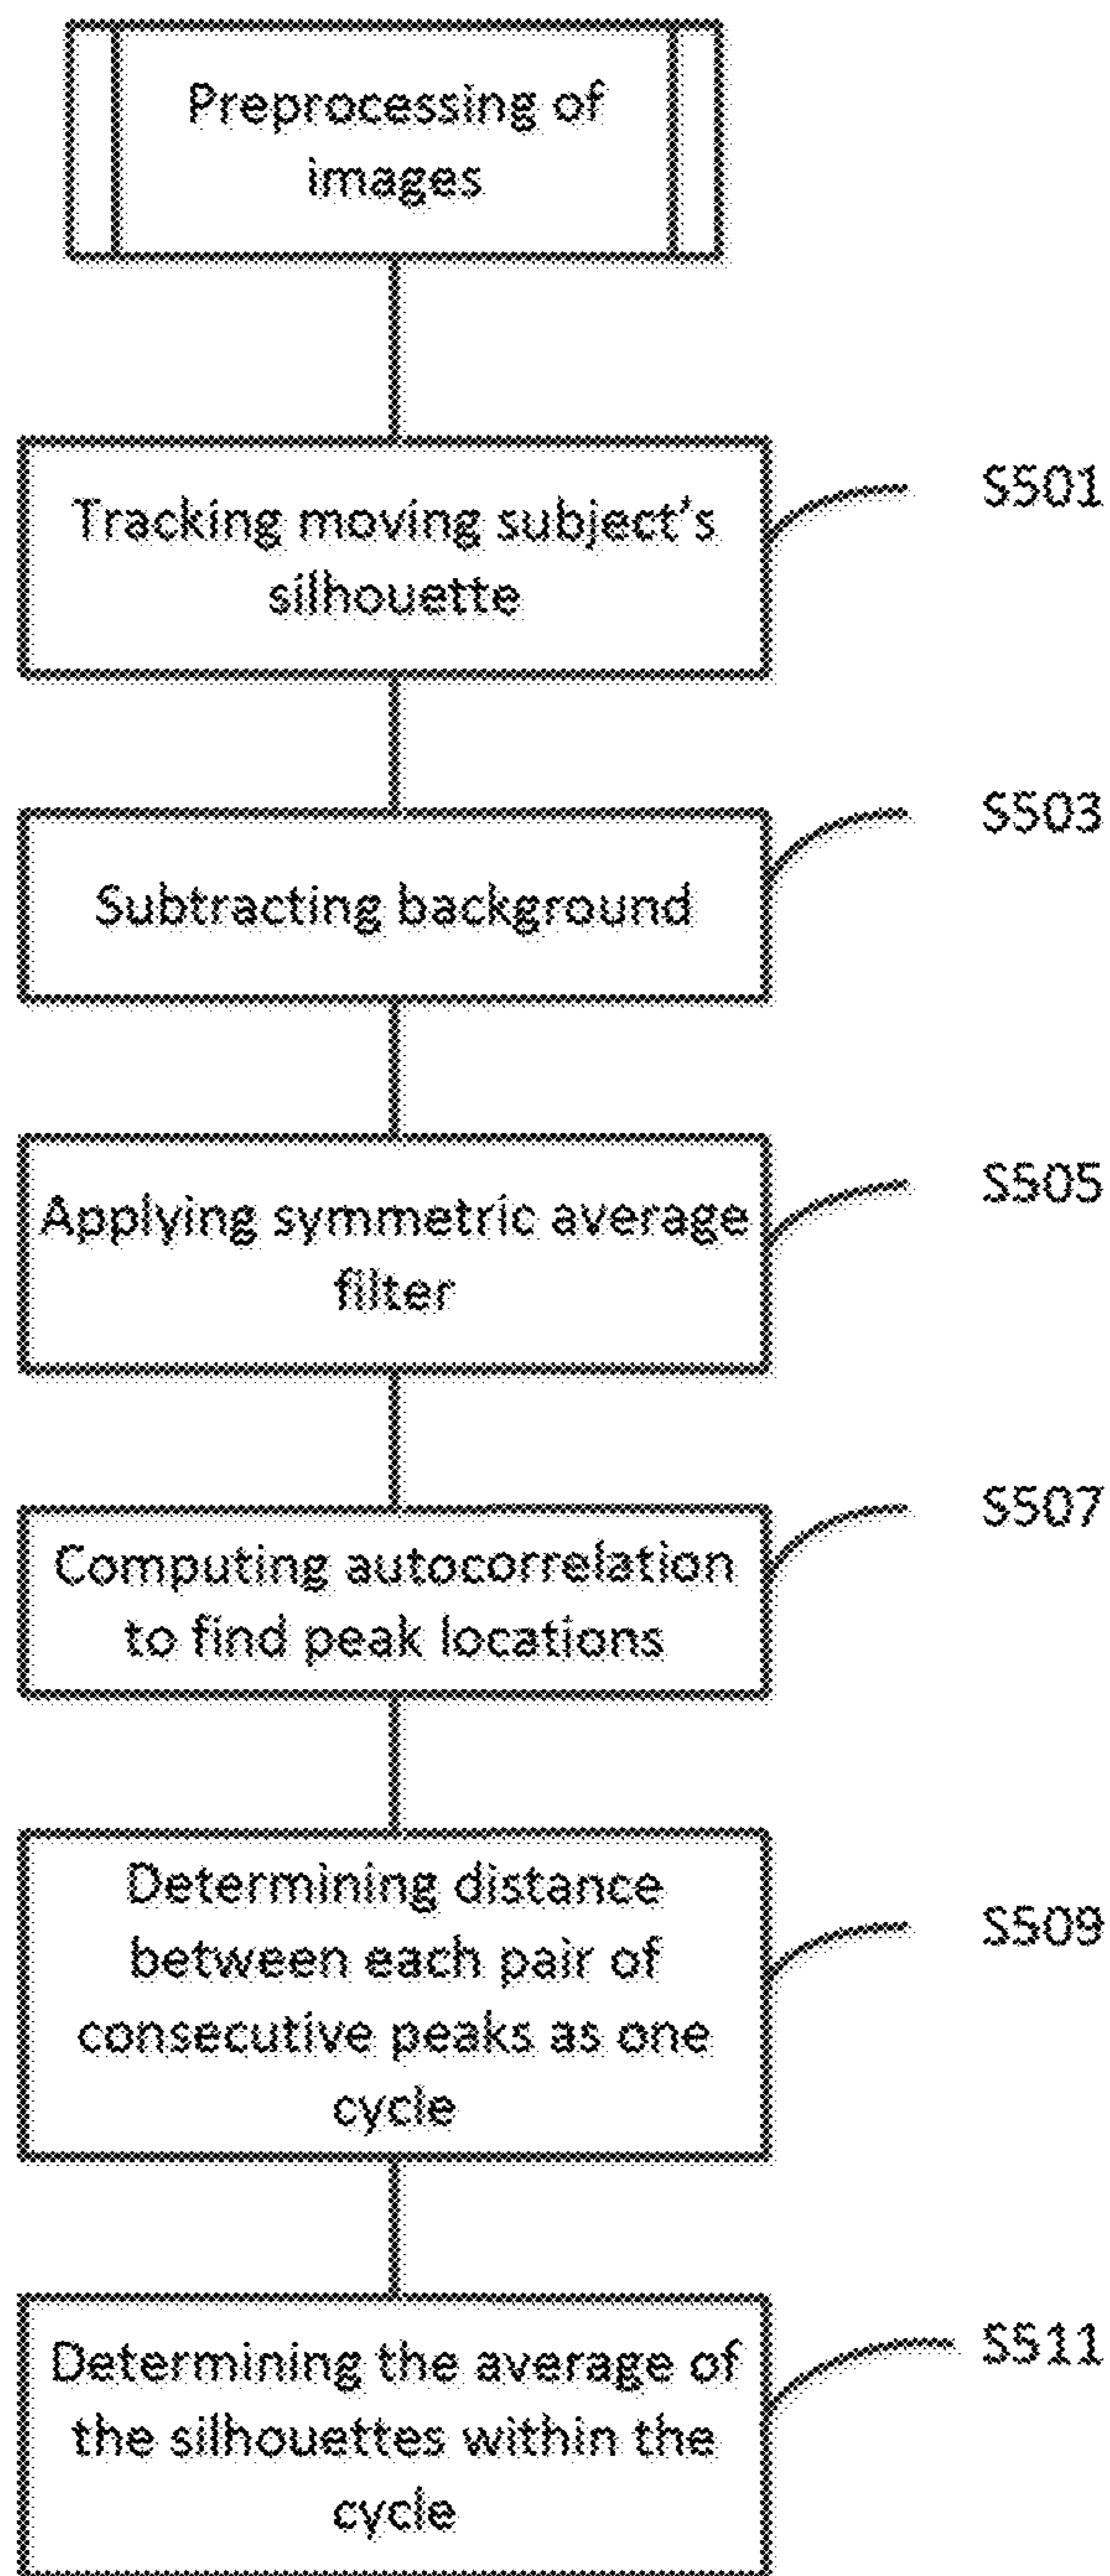 Preprocessing of
images
Tracking moving subject's
silhouette
S501
Subtracting background
S503
Applying symmetric average
filter
S505
Computing autocorrelation
to find peak locations
S507
Determining distance
between each pair of
consecutive peaks as one
cycle
S509
Determining the average of
the silhouettes within the
cycle
S511